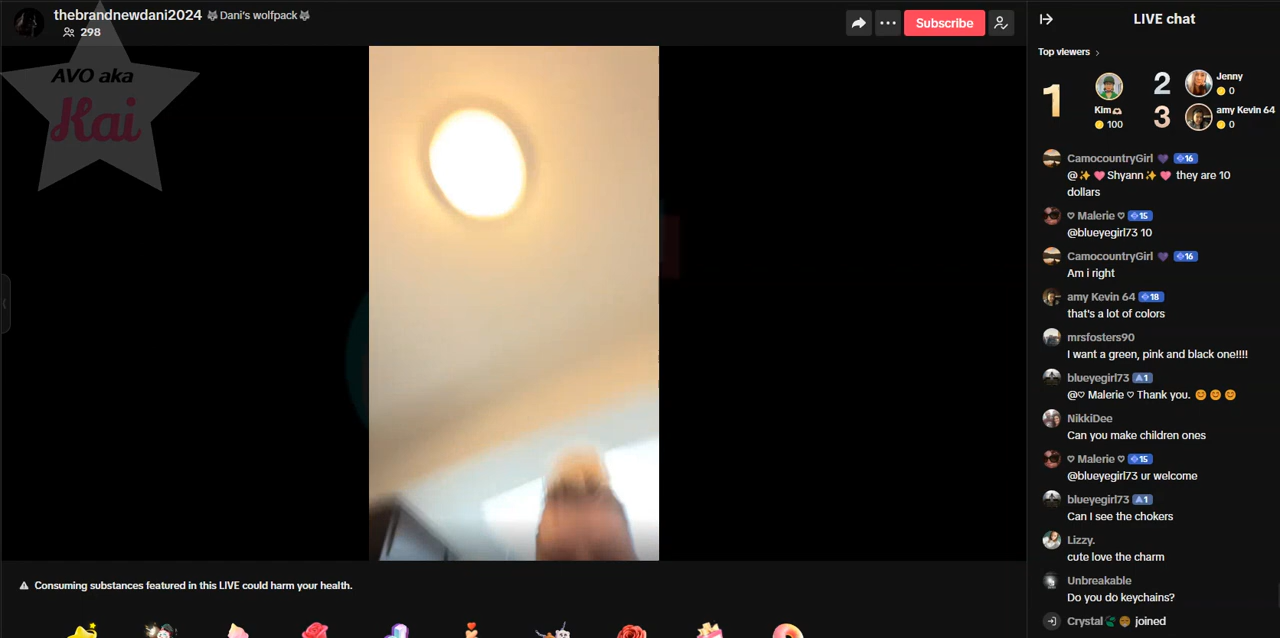 thebrandnewdani2024 🐺Dani's wolfpack🐺
298
Subscribe
AVO aka
Kai
LIVE chat
Top viewers >
1
Kim🫶🏽
100
2
Jenny
0
3
amy Kevin 64
0
CamocountryGirl 💜 16
@✨💗Shyann✨💗 they are 10
dollars
♡ Malerie ♡ 15
@blueyegirl73 10
CamocountryGirl 💜 16
Am i right
amy Kevin 64 18
that's a lot of colors
mrsfosters90
I want a green, pink and black one!!!!
blueyegirl73 1
@♡ Malerie ♡ Thank you. 😊😊😊
NikkiDee
Can you make children ones
♡ Malerie ♡ 15
@blueyegirl73 ur welcome
blueyegirl73 1
Can I see the chokers
Lizzy.
cute love the charm
Unbreakable
Do you do keychains?
Crystal joined
Consuming substances featured in this LIVE could harm your health.